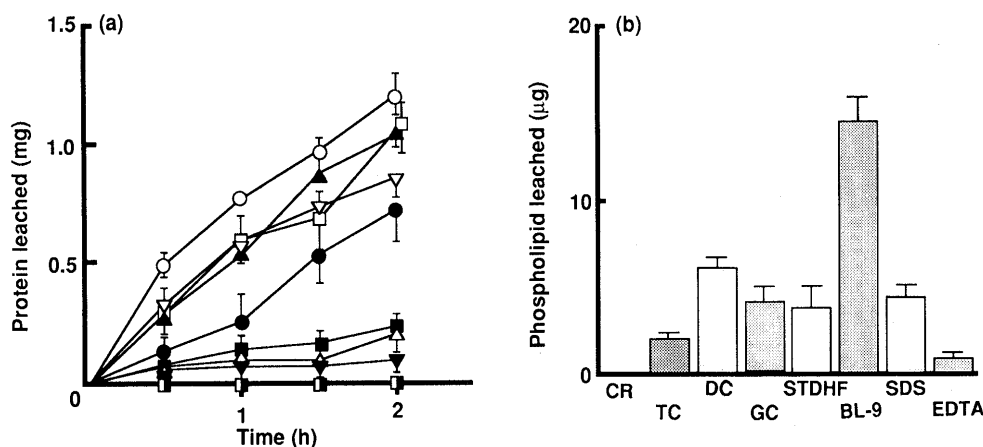 (a)
Protein leached (mg)
1.5
1.0
0.5
0
1
2
Time (h)
(b)
Phospholipid leached (µg)
20
10
0
CR
TC
DC
GC
STDHF
BL-9
SDS
EDTA